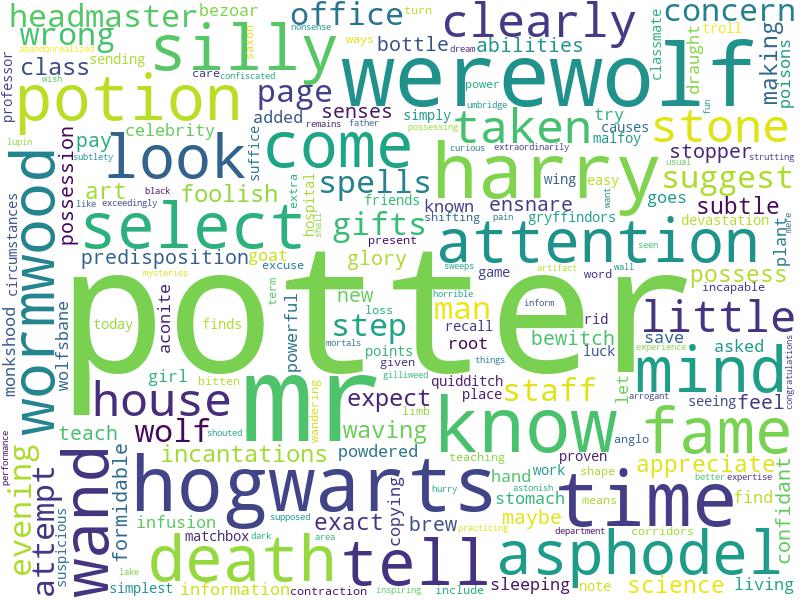 headmaster bezoar office clearly concern
wrong sending nonsense turn saxon silly bottle abilities classmate draught troll making poisons
abandonrealized ways dream
professor class care confiscated page werewolf
wish power umbridge fun
potion added senses simply try
celebrity suffice remains father taken causes malfoy stone
lupin possession look come possessing curious extraordinarily usual strutting
subtlety pay extra hospital spells harry wing easy stopper suggest
circumstances like black art foolish small friends known ensnare want goes subtle
exceedingly select gifts shifting pain gryffindors devastation plant mere
wormwood predisposition goat present attention seen wall possess
monkshood wolfsbane mysteries excuse glory sweeps game artifact word incapable
aconite term new horrible man inform rid little
potter
today finds powerful loss step recall bewitch save experience asked
mortals points root luck congratulations
girl bitten given things mind
gilliweed quidditch let arrogant seeing feel
house mr expect place staff
wolf wandering limb know fame
teach shouted waving anglo
performance incantations powdered teaching proven appreciate
evening wand formidable hogwarts hand work shape better expertise
attempt astonish stomach means time find confidant
suspicious infusion exact copying brew hurry maybe
matchbox supposed dark area practicing department corridors
death tell asphodel
lake sleeping science living
simplest information contraction inspiring include note